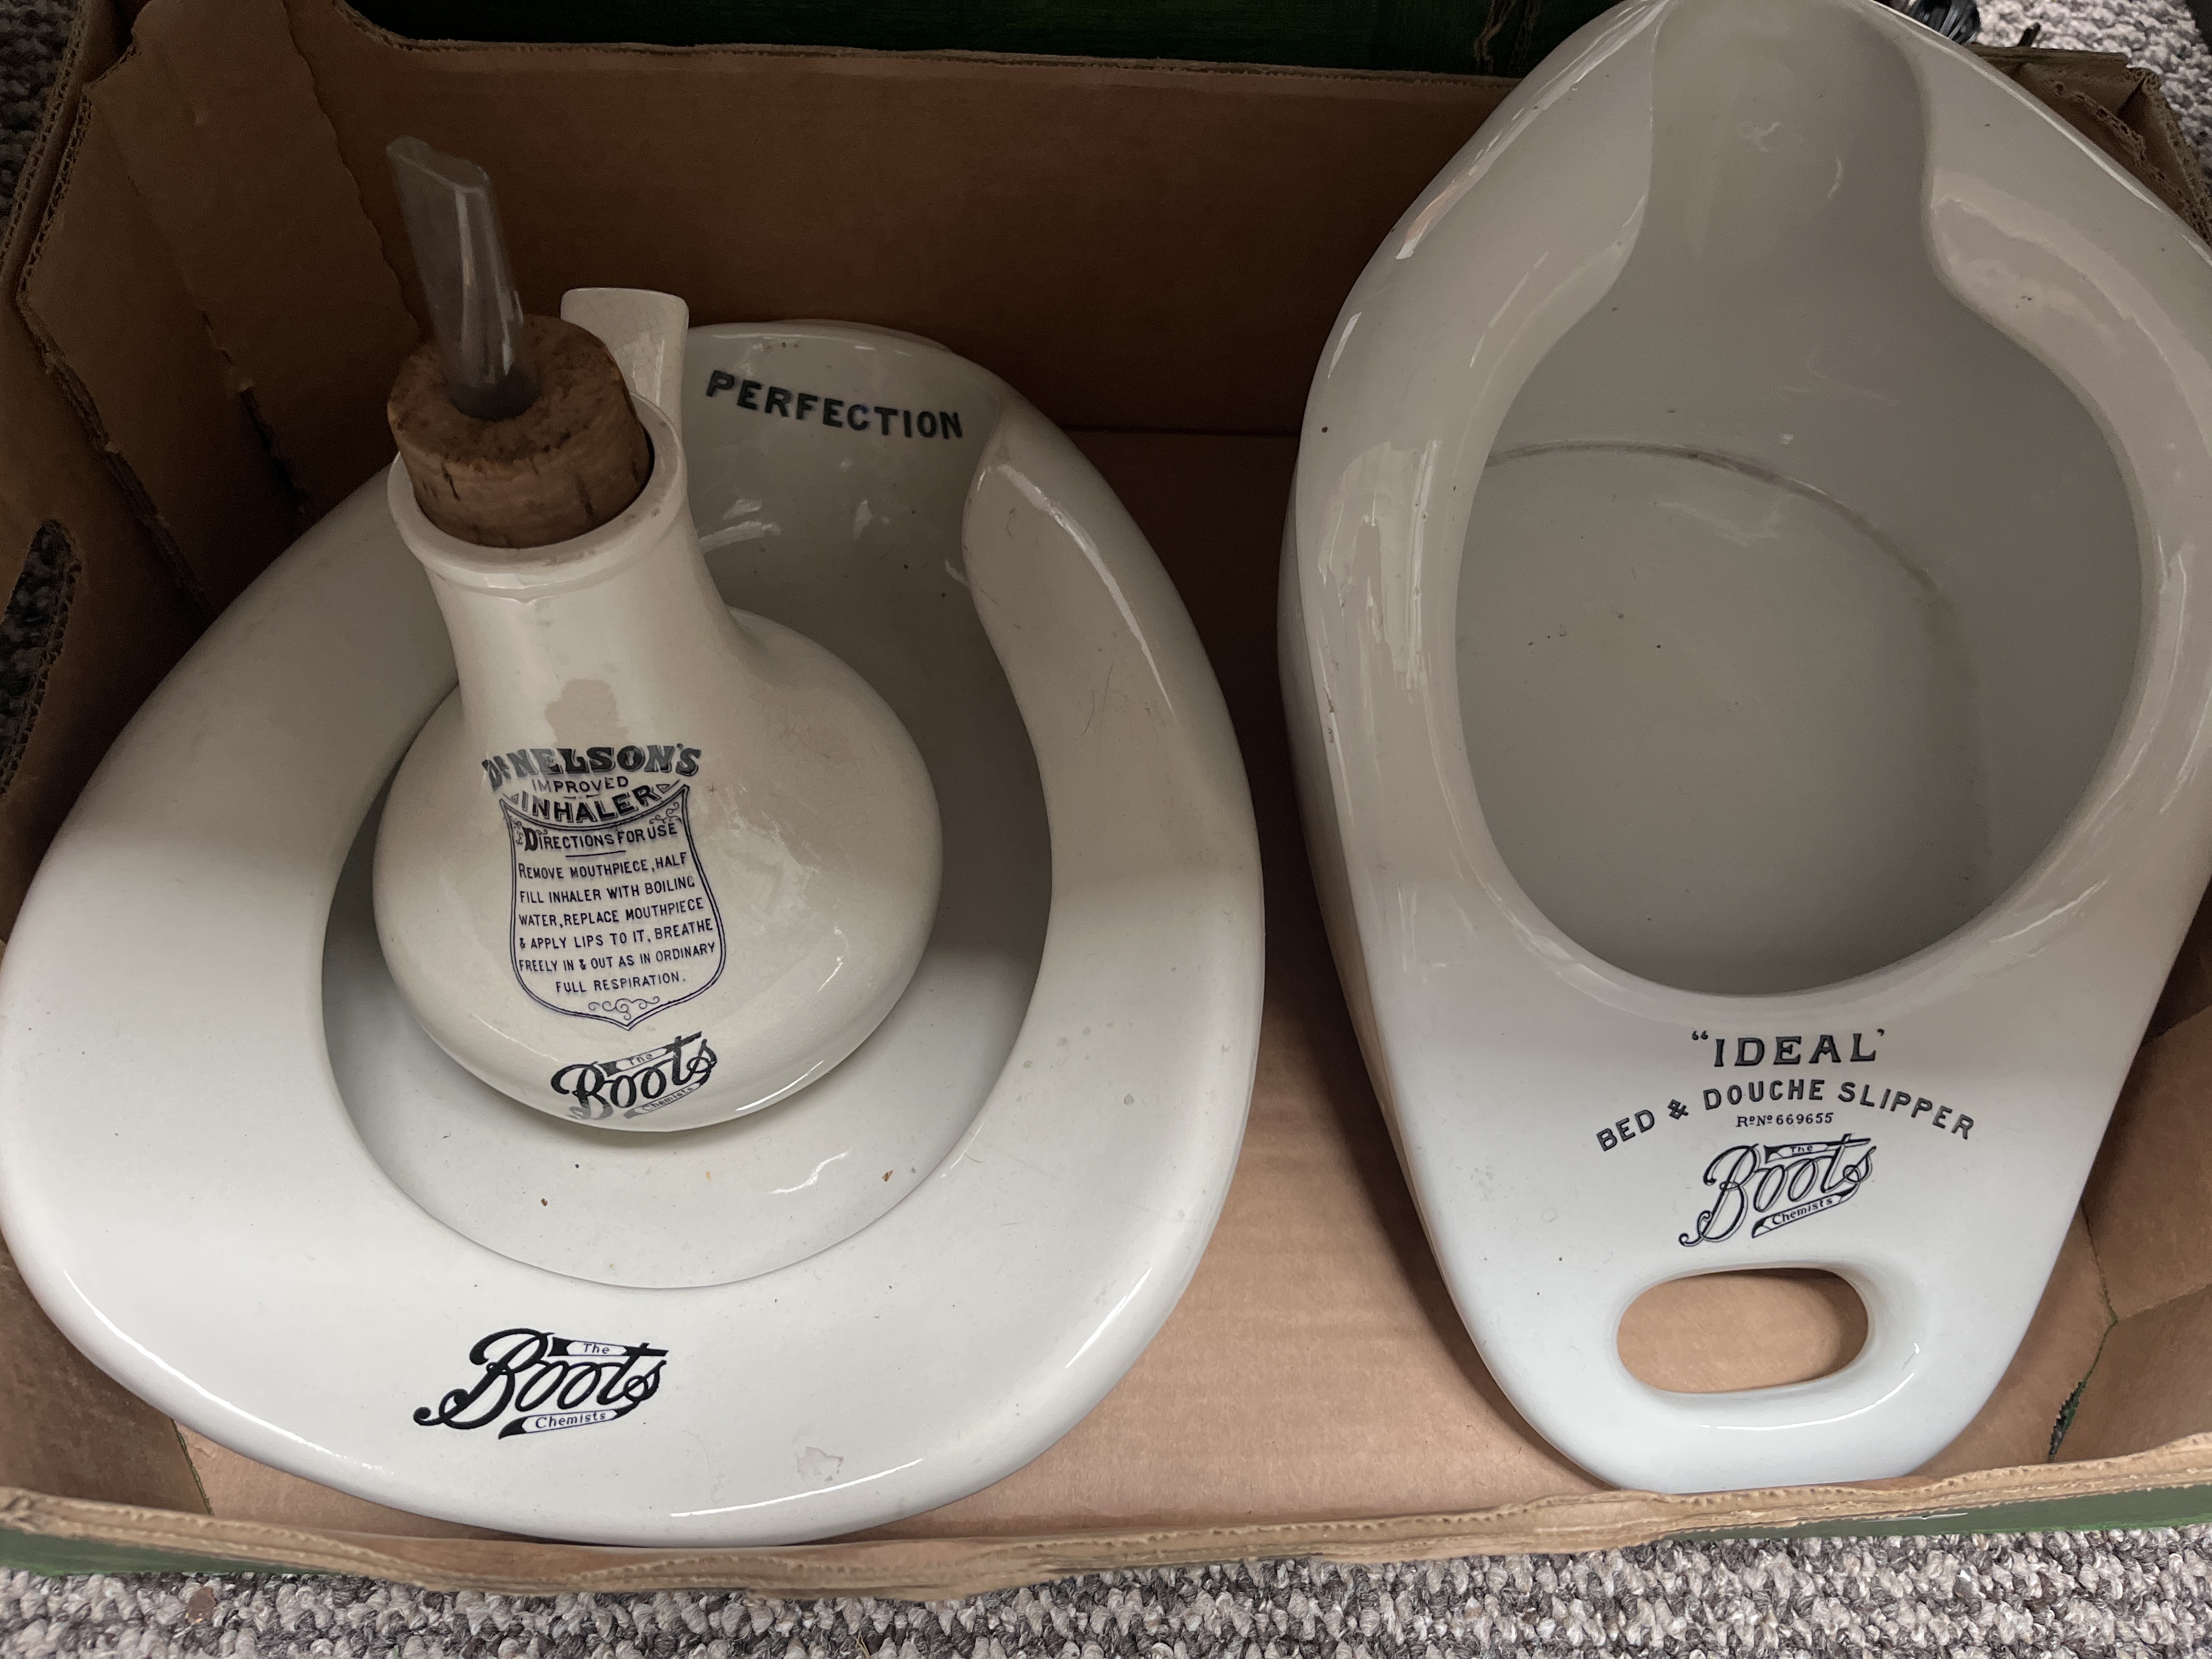 PERFECTION
DR NELSON'S
IMPROVED
INHALER
DIRECTIONS FOR USE
REMOVE MOUTHPIECE, HALF
FILL INHALER WITH BOILING
WATER, REPLACE MOUTHPIECE
& APPLY LIPS TO IT, BREATHE
FREELY IN & OUT AS IN ORDINARY
FULL RESPIRATION.
The
Boots
Chemists
The
Boots
Chemists
"IDEAL'
BED & DOUCHE SLIPPER
RD No 669655
The
Boots
Chemists